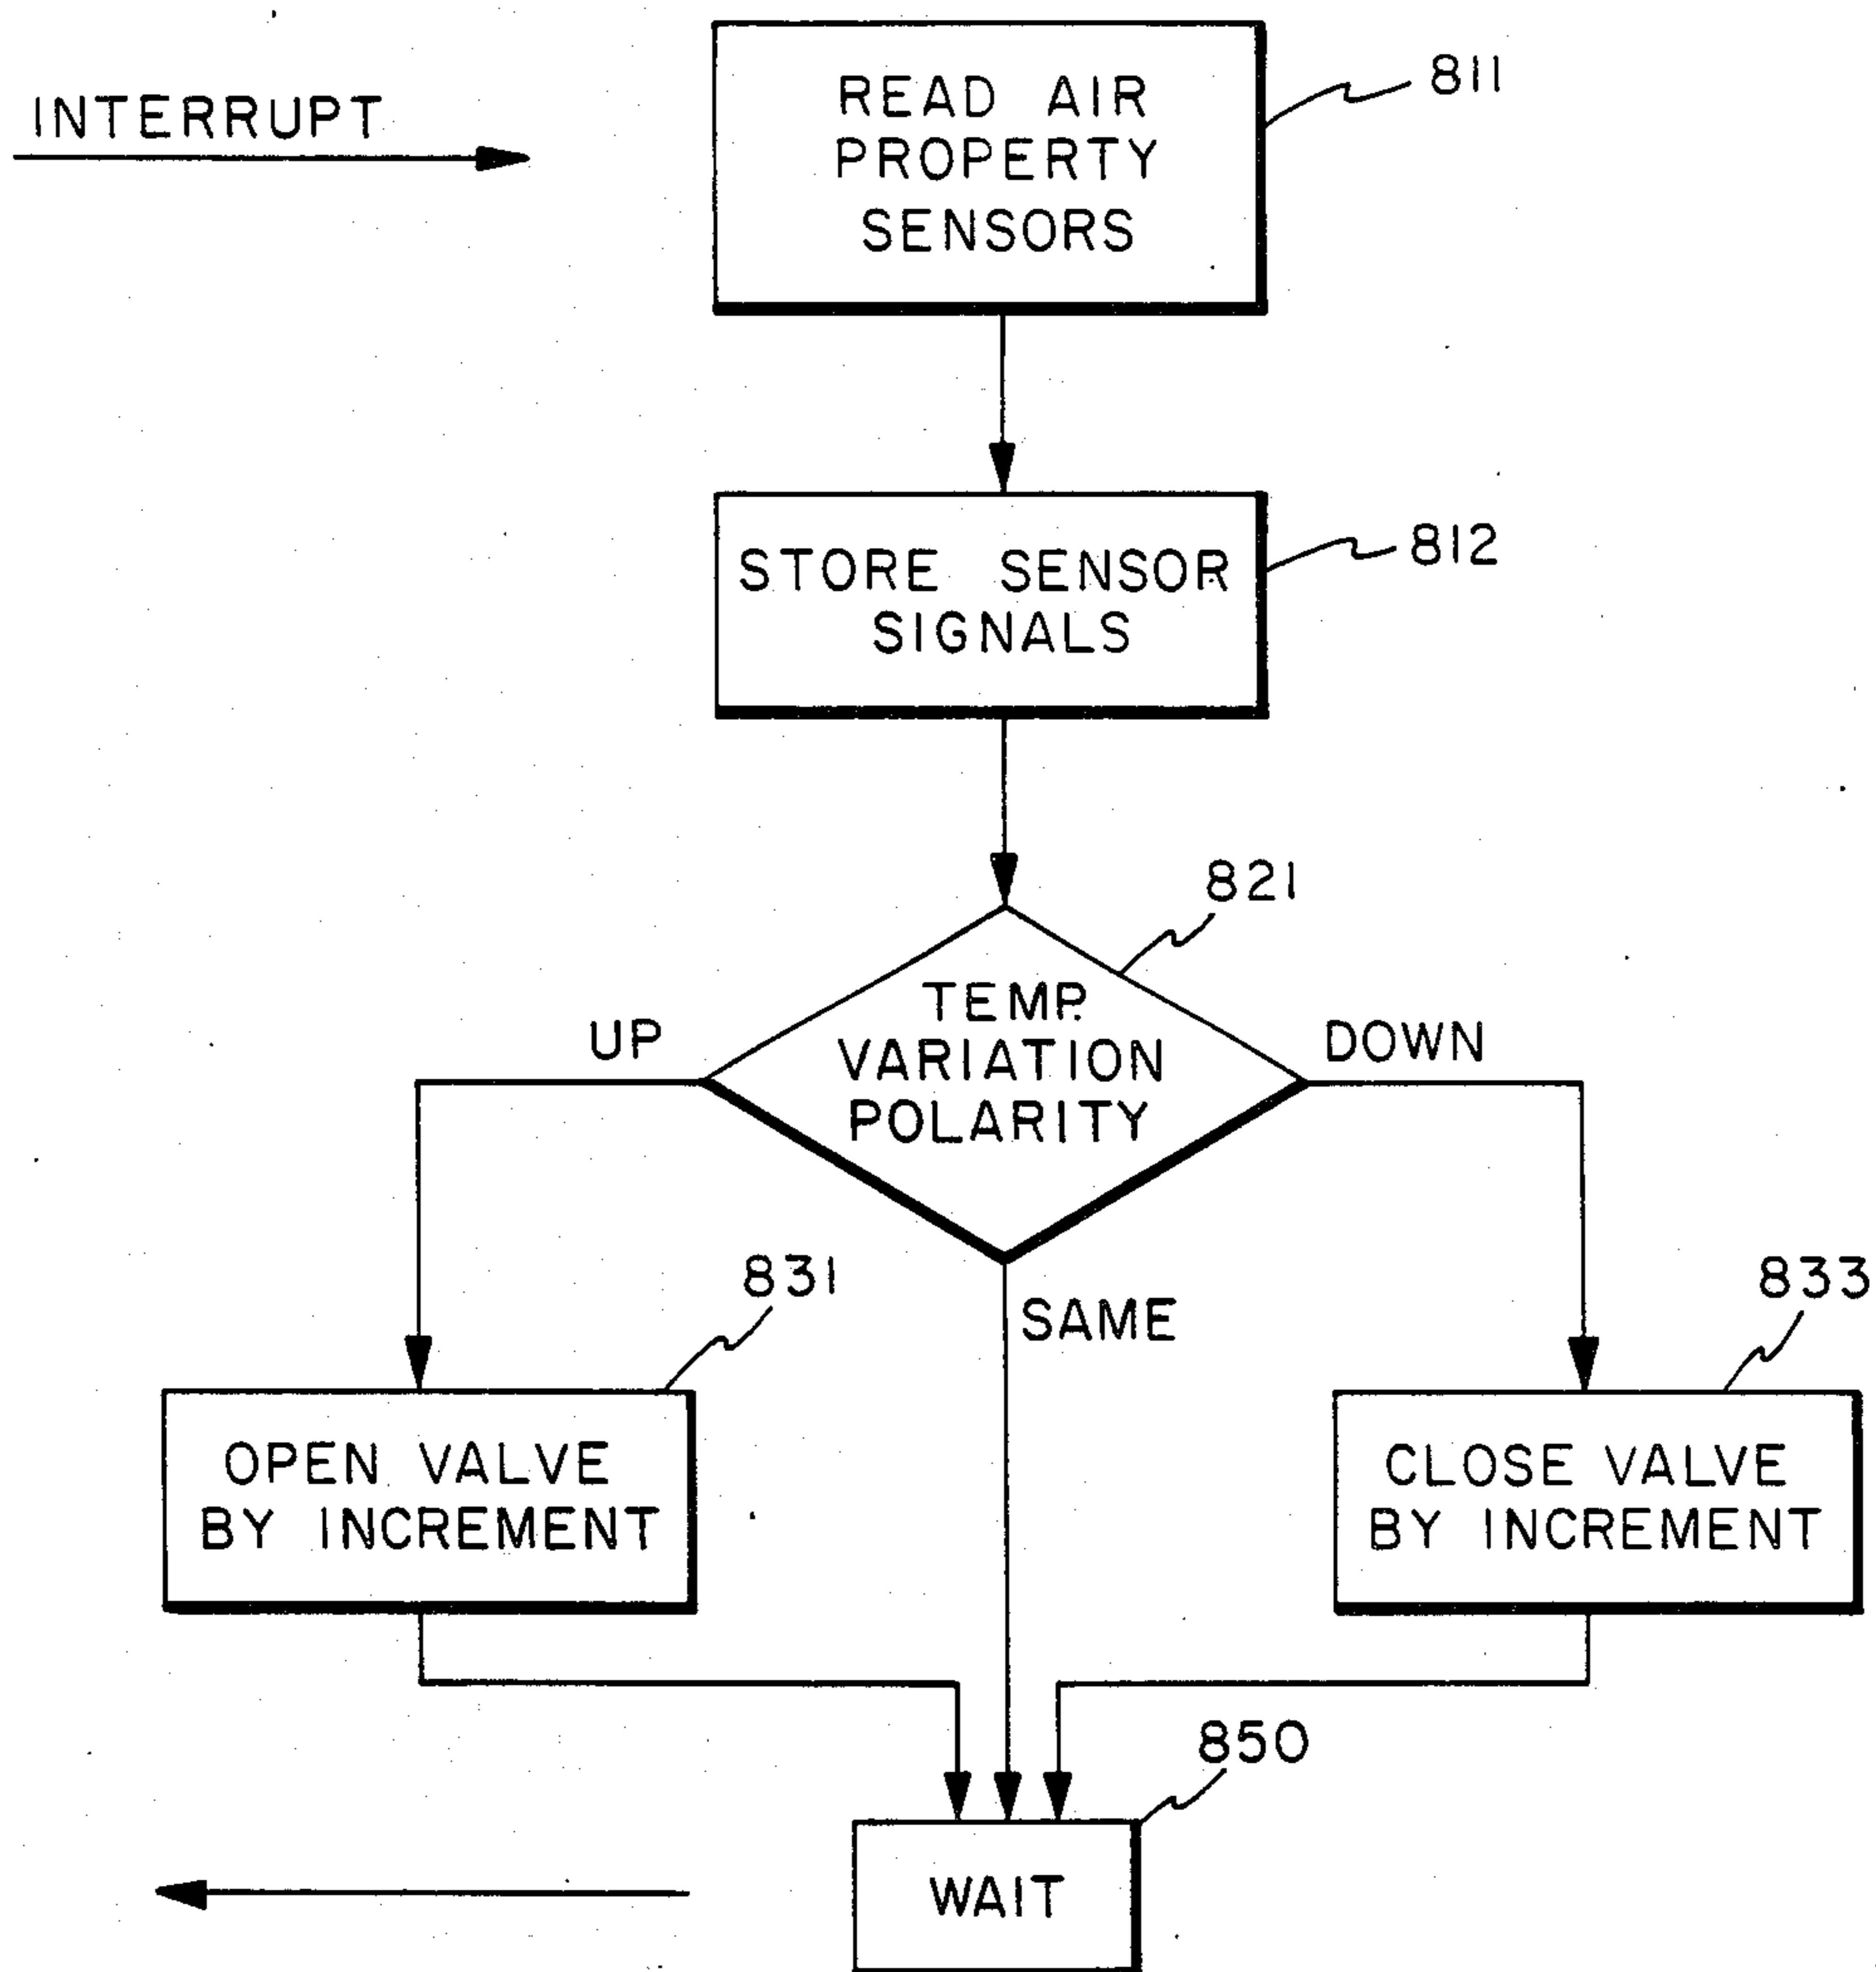 INTERRUPT
READ AIR
PROPERTY
SENSORS
811
STORE SENSOR
SIGNALS
812
821
TEMP.
VARIATION
POLARITY
UP
DOWN
SAME
831
833
OPEN VALVE
BY INCREMENT
CLOSE VALVE
BY INCREMENT
850
WAIT